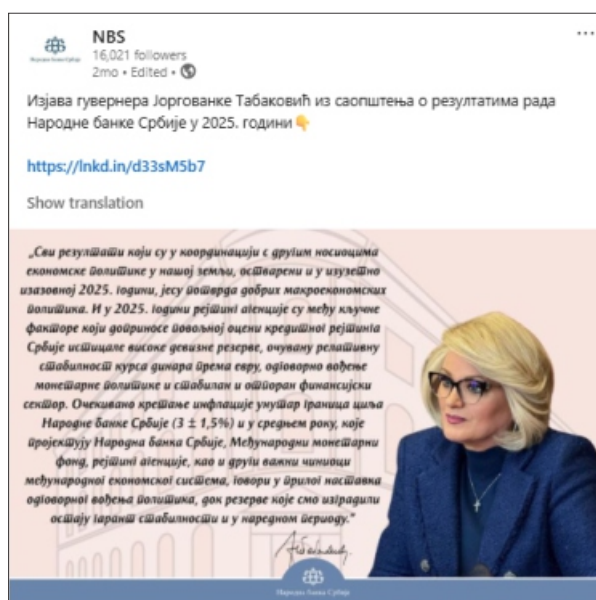 NBS
16,021 followers
2mo • Edited •
Изјава гувернера Јоргованке Табаковић из саопштења о резултатима рада
Народне банке Србије у 2025. години👇
https://lnkd.in/d33sM5b7
Show translation
„Сви резултати који су у координацији с другим носиоцима
економске политике у нашој земљи, остварени и у изузетно
изазовној 2025. години, јесу потврда добрих макроекономских
политика. И у 2025. години рејтинг агенције су међу кључне
факторе који доприносе повољној оцени кредитног рејтинга
Србије истицале високе девизне резерве, очувану релативну
стабилност курса динара према евру, одговорно вођење
монетарне политике и стабилан и отпоран финансијски
сектор. Очекивано кретање инфлације унутар граница циља
Народне банке Србије (3 ± 1,5%) и у средњем року, које
пројектују Народна банка Србије, Међународни монетарни
фонд, рејтинг агенције, као и други важни чиниоци
међународног економског система, говори у прилог наставка
одговорног вођења политика, док резерве које смо изградили
остају гарант стабилности и у наредном периоду.“
Народна банка Србије